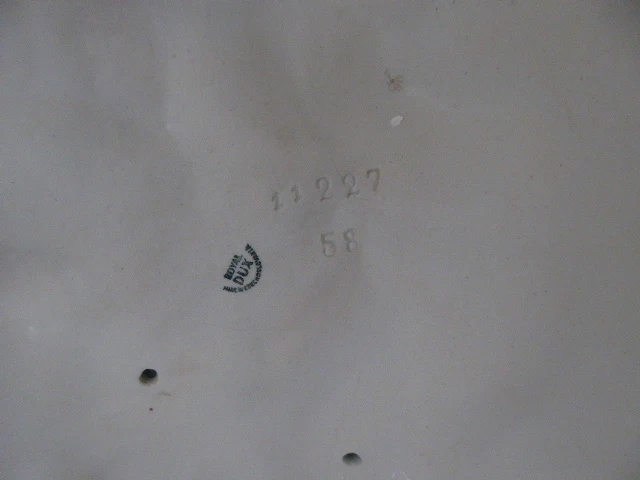 11227
58
ROYAL
DUX
MADE IN CZECHOSLOVAKIA